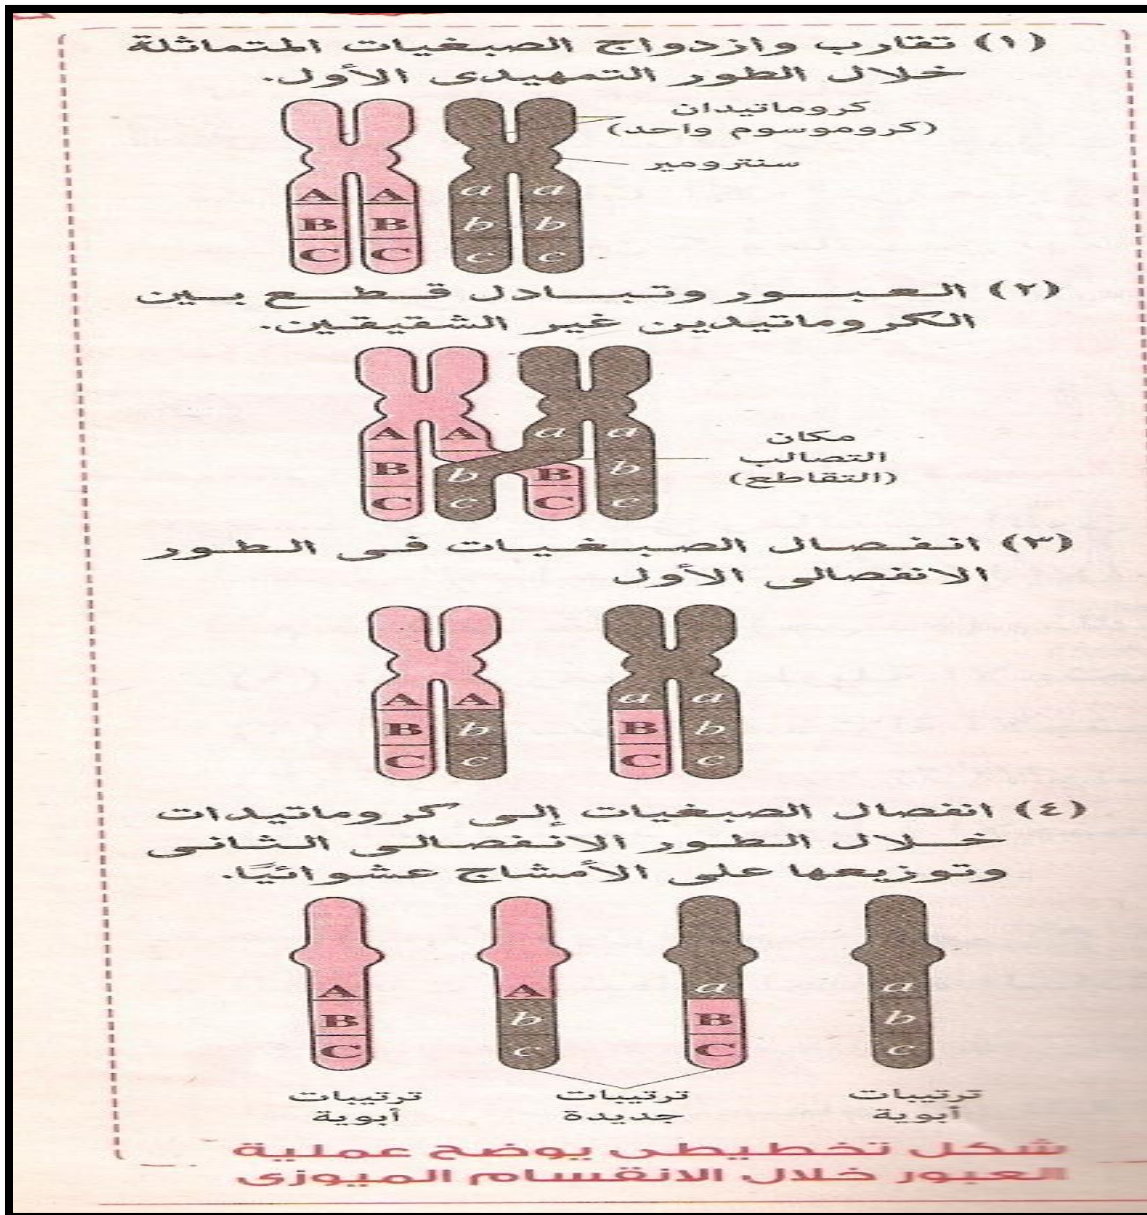 (١) تقارب وازدواج الصبغيات المتماثلة
خلال الطور التمهيدى الأول.
كروماتيدان
(كروموسوم واحد)
سنترومير
A A a a
B B b b
C C c c
(٢) العبور وتبادل قطع بين
الكروماتيدين غير الشقيقين.
A A a a
B b B b
C c C c
مكان
التصالب
(التقاطع)
(٣) انفصال الصبغيات فى الطور
الانفصالى الأول
A A a a
B b B b
C c C c
(٤) انفصال الصبغيات إلى كروماتيدات
خلال الطور الانفصالى الثانى
وتوزيعها على الأمشاج عشوائيًا.
A A a a
B b B b
C c C c
ترتيبات
أبوية
ترتيبات
جديدة
ترتيبات
أبوية
شكل تخطيطى يوضح عملية
العبور خلال الانقسام الميوزى